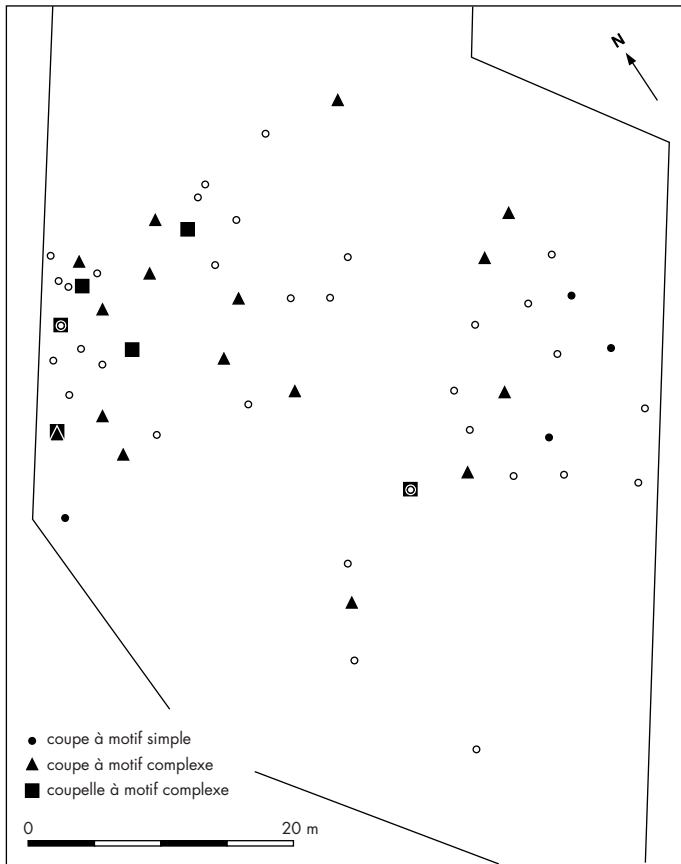 N
coupe à motif simple
coupe à motif complexe
coupelle à motif complexe
0 20 m